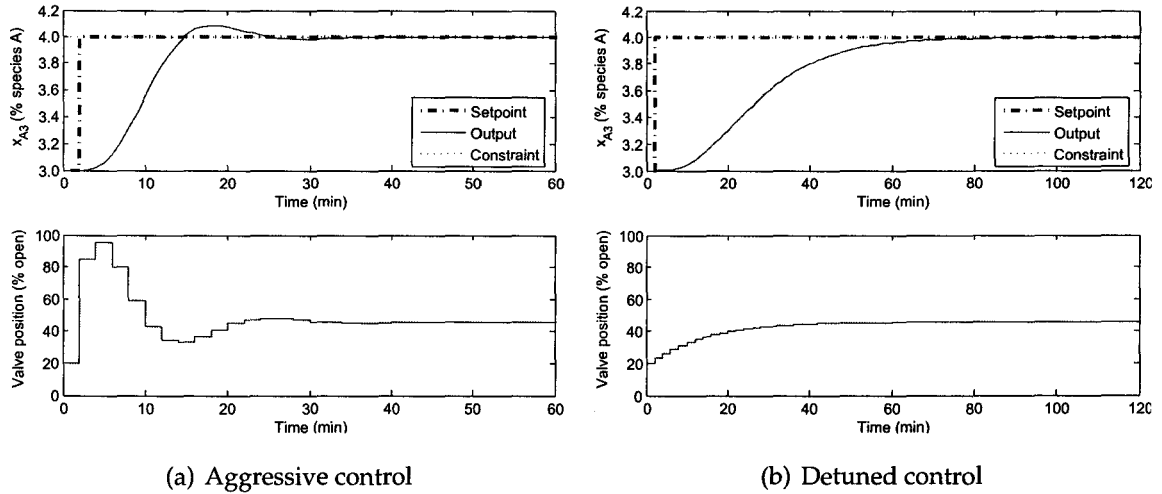 4.2
4.0
3.8
3.6
3.4
3.2
3.0
x_A3 (% species A)
Setpoint
Output
Constraint
0 10 20 30 40 50 60
Time (min)
4.2
4.0
3.8
3.6
3.4
3.2
3.0
x_A3 (% species A)
Setpoint
Output
Constraint
0 20 40 60 80 100 120
Time (min)
100
80
60
40
20
0
Valve position (% open)
0 10 20 30 40 50 60
Time (min)
100
80
60
40
20
0
Valve position (% open)
0 20 40 60 80 100 120
Time (min)
(a) Aggressive control
(b) Detuned control